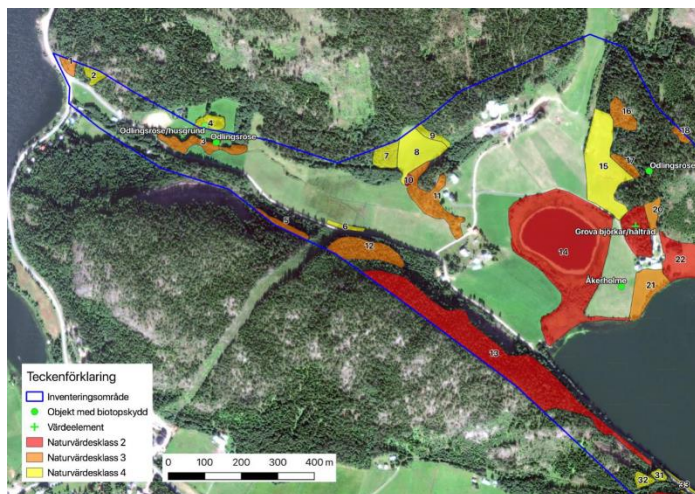 1
2
4
Odlingsröse/husgrund
Odlingsröse
3
9
7
8
10
11
16
18
15
17
Odlingsröse
20
Grova björkar/hålträd
5
6
12
14
22
Åkerholme
21
13
31
32
33
Teckenförklaring
Inventeringsområde
Objekt med biotopskydd
Värdeelement
Naturvärdesklass 2
Naturvärdesklass 3
Naturvärdesklass 4
0 100 200 300 400 m